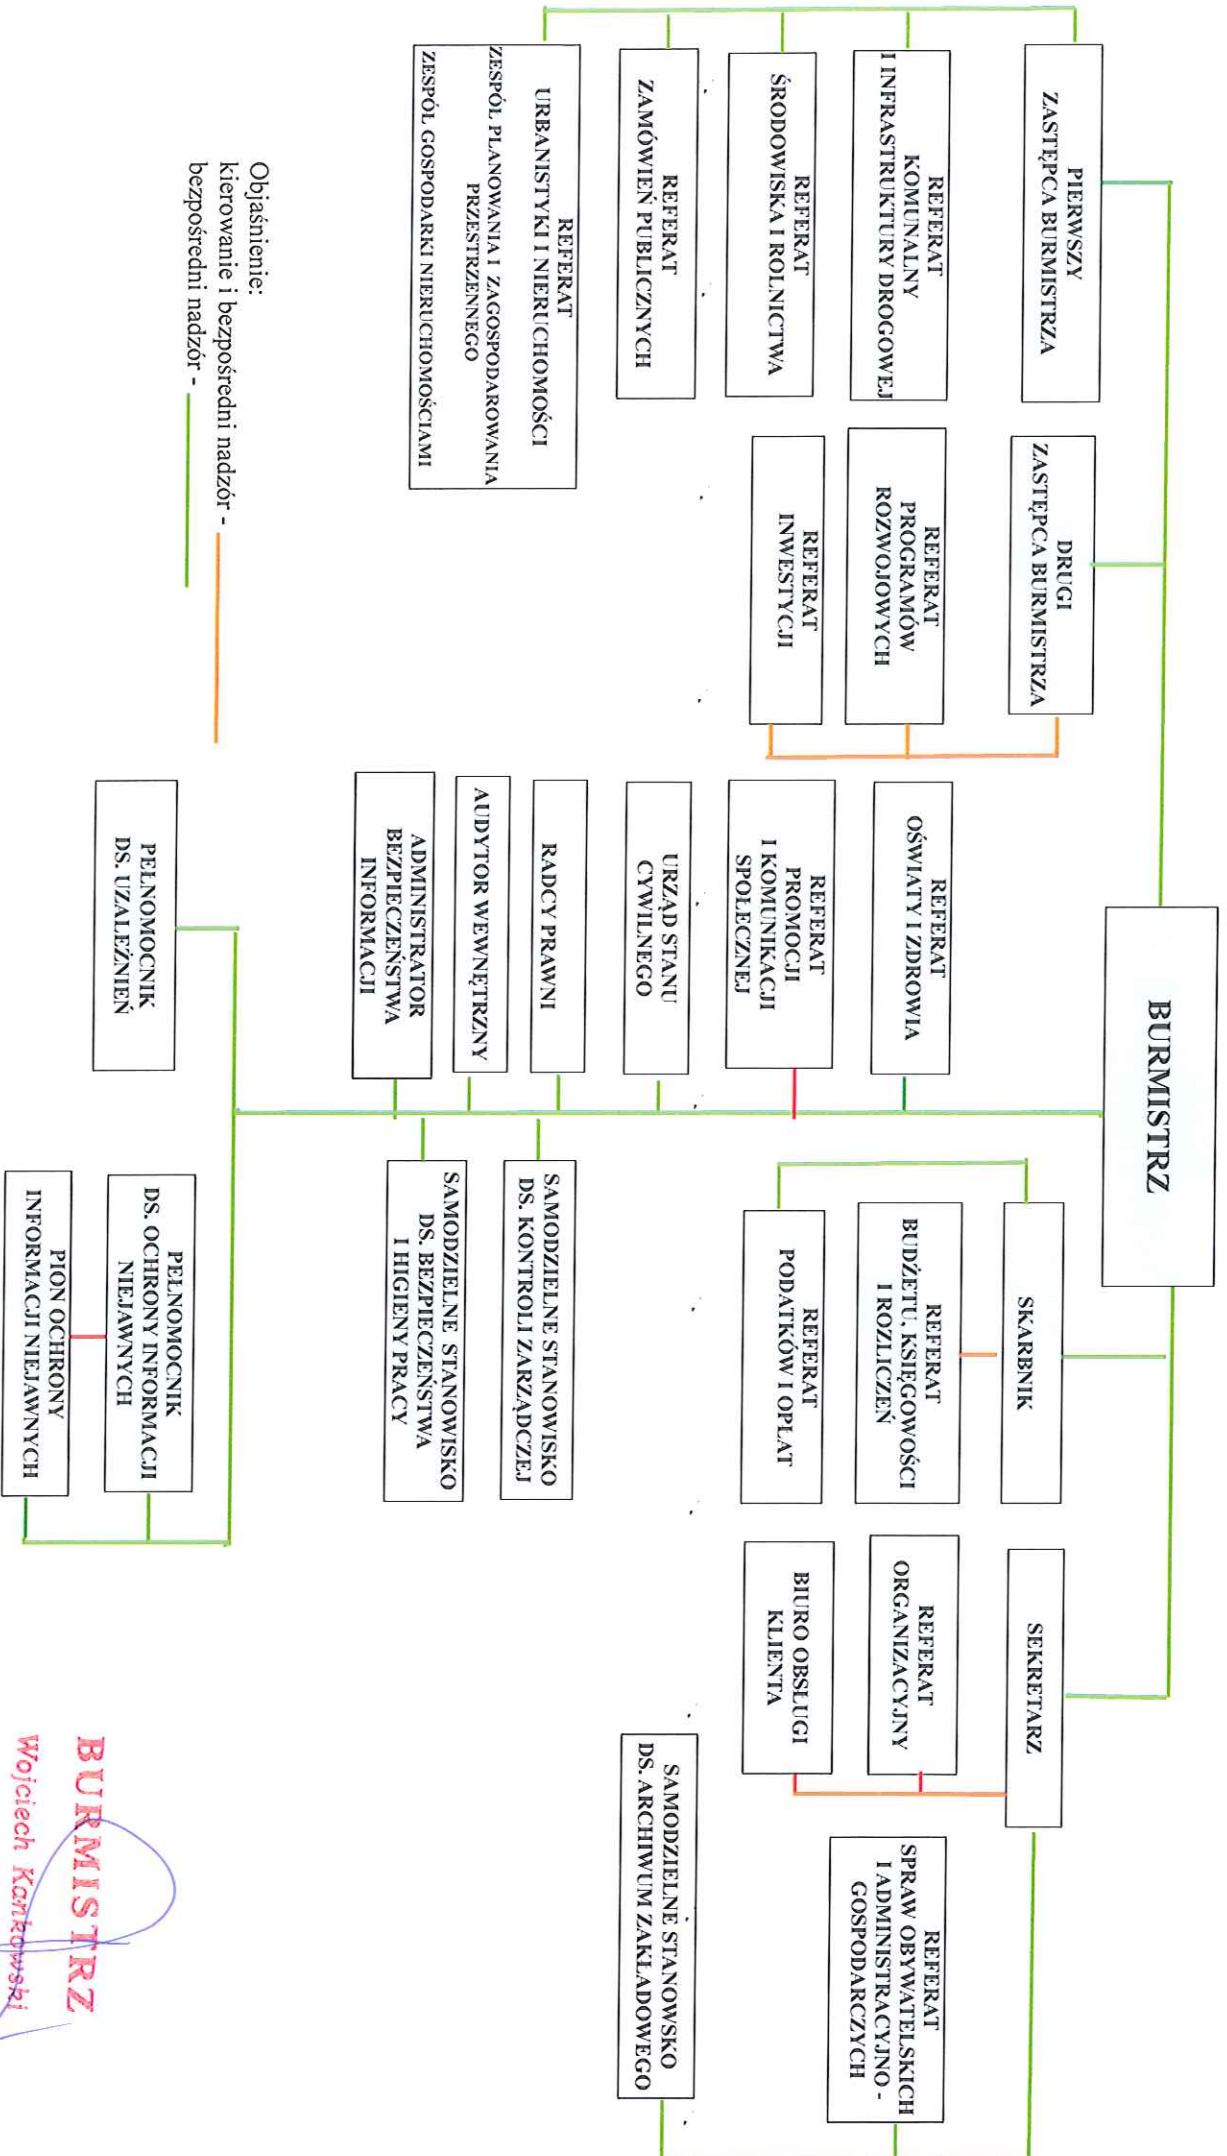 BURMISTRZ
PIERWSZY
ZASTĘPCA BURMISTRZA
REFERAT
KOMUNALNY
I INFRASTRUKTURY DROGOWEJ
REFERAT
ŚRODOWISKA I ROLNICTWA
REFERAT
ZAMÓWIEŃ PUBLICZNYCH
REFERAT
URBANISTYKI I NIERUCHOMOŚCI
ZESPÓŁ PLANOWANIA I ZAGOSPODAROWANIA
PRZESTRZENNEGO
ZESPÓŁ GOSPODARKI NIERUCHOMOŚCIAMI
DRUGI
ZASTĘPCA BURMISTRZA
REFERAT
PROGRAMÓW
ROZWOJOWYCH
REFERAT
INWESTYCJI
REFERAT
OŚWIATY I ZDROWIA
REFERAT
PROMOCJI
I KOMUNIKACJI
SPOŁECZNEJ
URZĄD STANU
CYWILNEGO
RADCY PRAWNI
AUDYTOR WEWNĘTRZNY
ADMINISTRATOR
BEZPIECZEŃSTWA
INFORMACJI
PEŁNOMOCNIK
DS. UZALEŻNIEŃ
SKARBNIK
REFERAT
BUDŻETU, KSIĘGOWOŚCI
I ROZLICZEŃ
REFERAT
PODATKÓW I OPŁAT
SAMODZIELNE STANOWISKO
DS. KONTROLI ZARZĄDCZEJ
SAMODZIELNE STANOWISKO
DS. BEZPIECZEŃSTWA
I HIGIENY PRACY
PEŁNOMOCNIK
DS. OCHRONY INFORMACJI
NIEJAWNYCH
PION OCHRONY
INFORMACJI NIEJAWNYCH
SEKRETARZ
REFERAT
ORGANIZACYJNY
BIURO OBSŁUGI
KLIENTA
REFERAT
SPRAW OBYWATELSKICH
I ADMINISTRACYJNO -
GOSPODARCZYCH
SAMODZIELNE STANOWSKO
DS. ARCHIWUM ZAKŁADOWEGO
Objaśnienie:
kierowanie i bezpośredni nadzór -
bezpośredni nadzór -
BURMISTRZ
Wojciech Kankowski